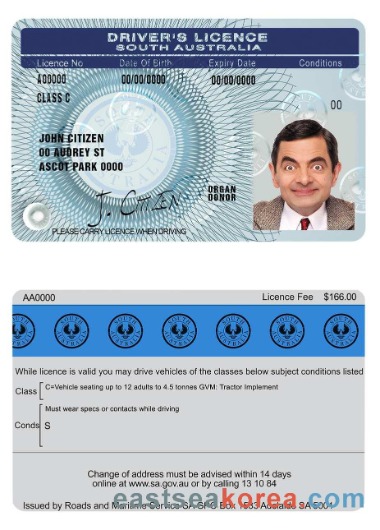 DRIVER'S LICENCE
SOUTH AUSTRALIA
Licence No Date Of Birth Expiry Date Conditions
A00000 00/00/0000 00/00/0000
CLASS C 00
JOHN CITIZEN
00 AUDREY ST
ASCOT PARK 0000
ORGAN
DONOR
J. CITIZEN
PLEASE CARRY LICENCE WHEN DRIVING
AA0000 Licence Fee $166.00
While licence is valid you may drive vehicles of the classes below subject conditions listed
Class C=Vehicle seating up to 12 adults to 4.5 tonnes GVM: Tractor Implement
Must wear specs or contacts while driving
Conds S
Change of address must be advised within 14 days
online at www.sa.gov.au or by calling 13 10 84
eastseakorea.com
Issued by Roads and Maritime Service SA GPO Box 1533 Adelaide SA 5001